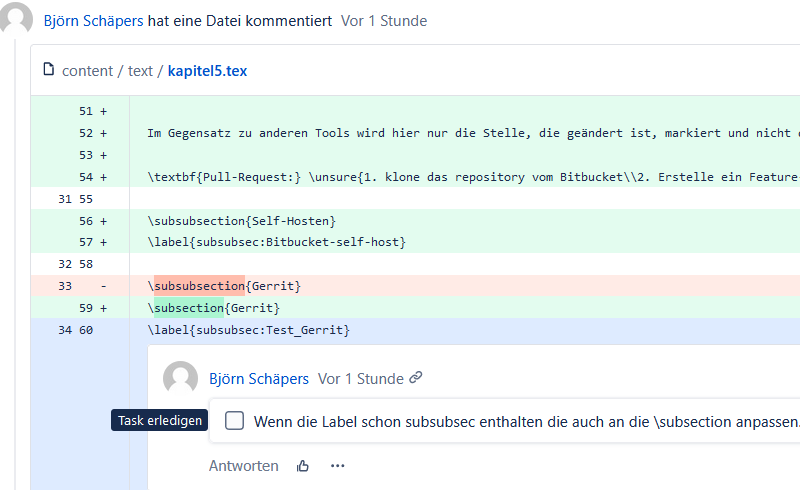 Björn Schäpers hat eine Datei kommentiert Vor 1 Stunde
content / text / kapitel5.tex
51 +
52 + Im Gegensatz zu anderen Tools wird hier nur die Stelle, die geändert ist, markiert und nicht
53 +
54 + \textbf{Pull-Request:} \unsure{1. klone das repository vom Bitbucket\\2. Erstelle ein Feature
31 55
56 + \subsubsection{Self-Hosten}
57 + \label{subsubsec:Bitbucket-self-host}
32 58
33 - \subsubsection{Gerrit}
59 + \subsection{Gerrit}
34 60 \label{subsubsec:Test_Gerrit}
Björn Schäpers Vor 1 Stunde
Task erledigen Wenn die Label schon subsubsec enthalten die auch an die \subsection anpassen.
Antworten